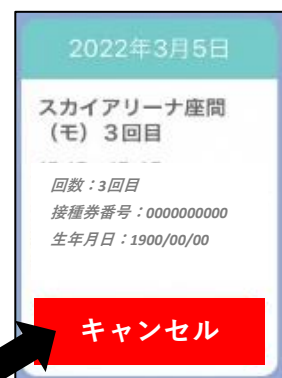 2022年3月5日
スカイアリーナ座間
（モ）3回目
回数：3回目
接種券番号：0000000000
生年月日：1900/00/00
キャンセル